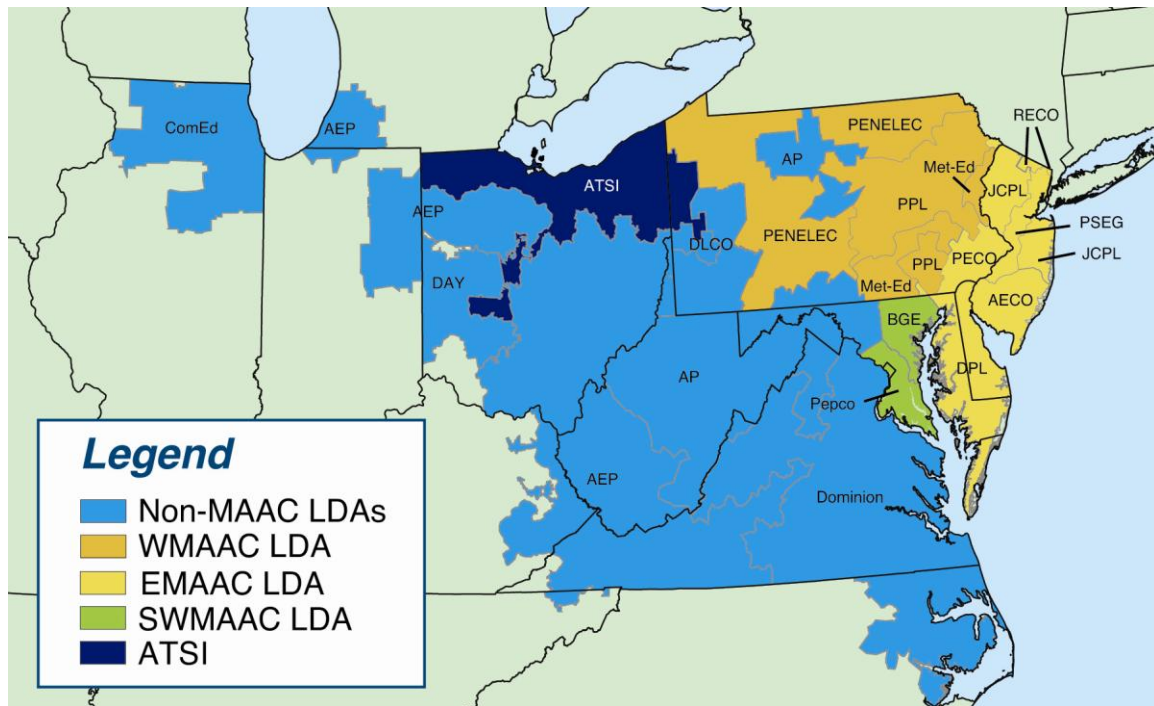 RECO
ComEd
AEP
PENELEC
AP
Met-Ed
JCPL
ATSI
PPL
AEP
PSEG
PENELEC
DLCO
JCPL
PECO
PPL
DAY
Met-Ed
AECO
BGE
DPL
AP
Pepco
AEP
Dominion
Legend
Non-MAAC LDAs
WMAAC LDA
EMAAC LDA
SWMAAC LDA
ATSI